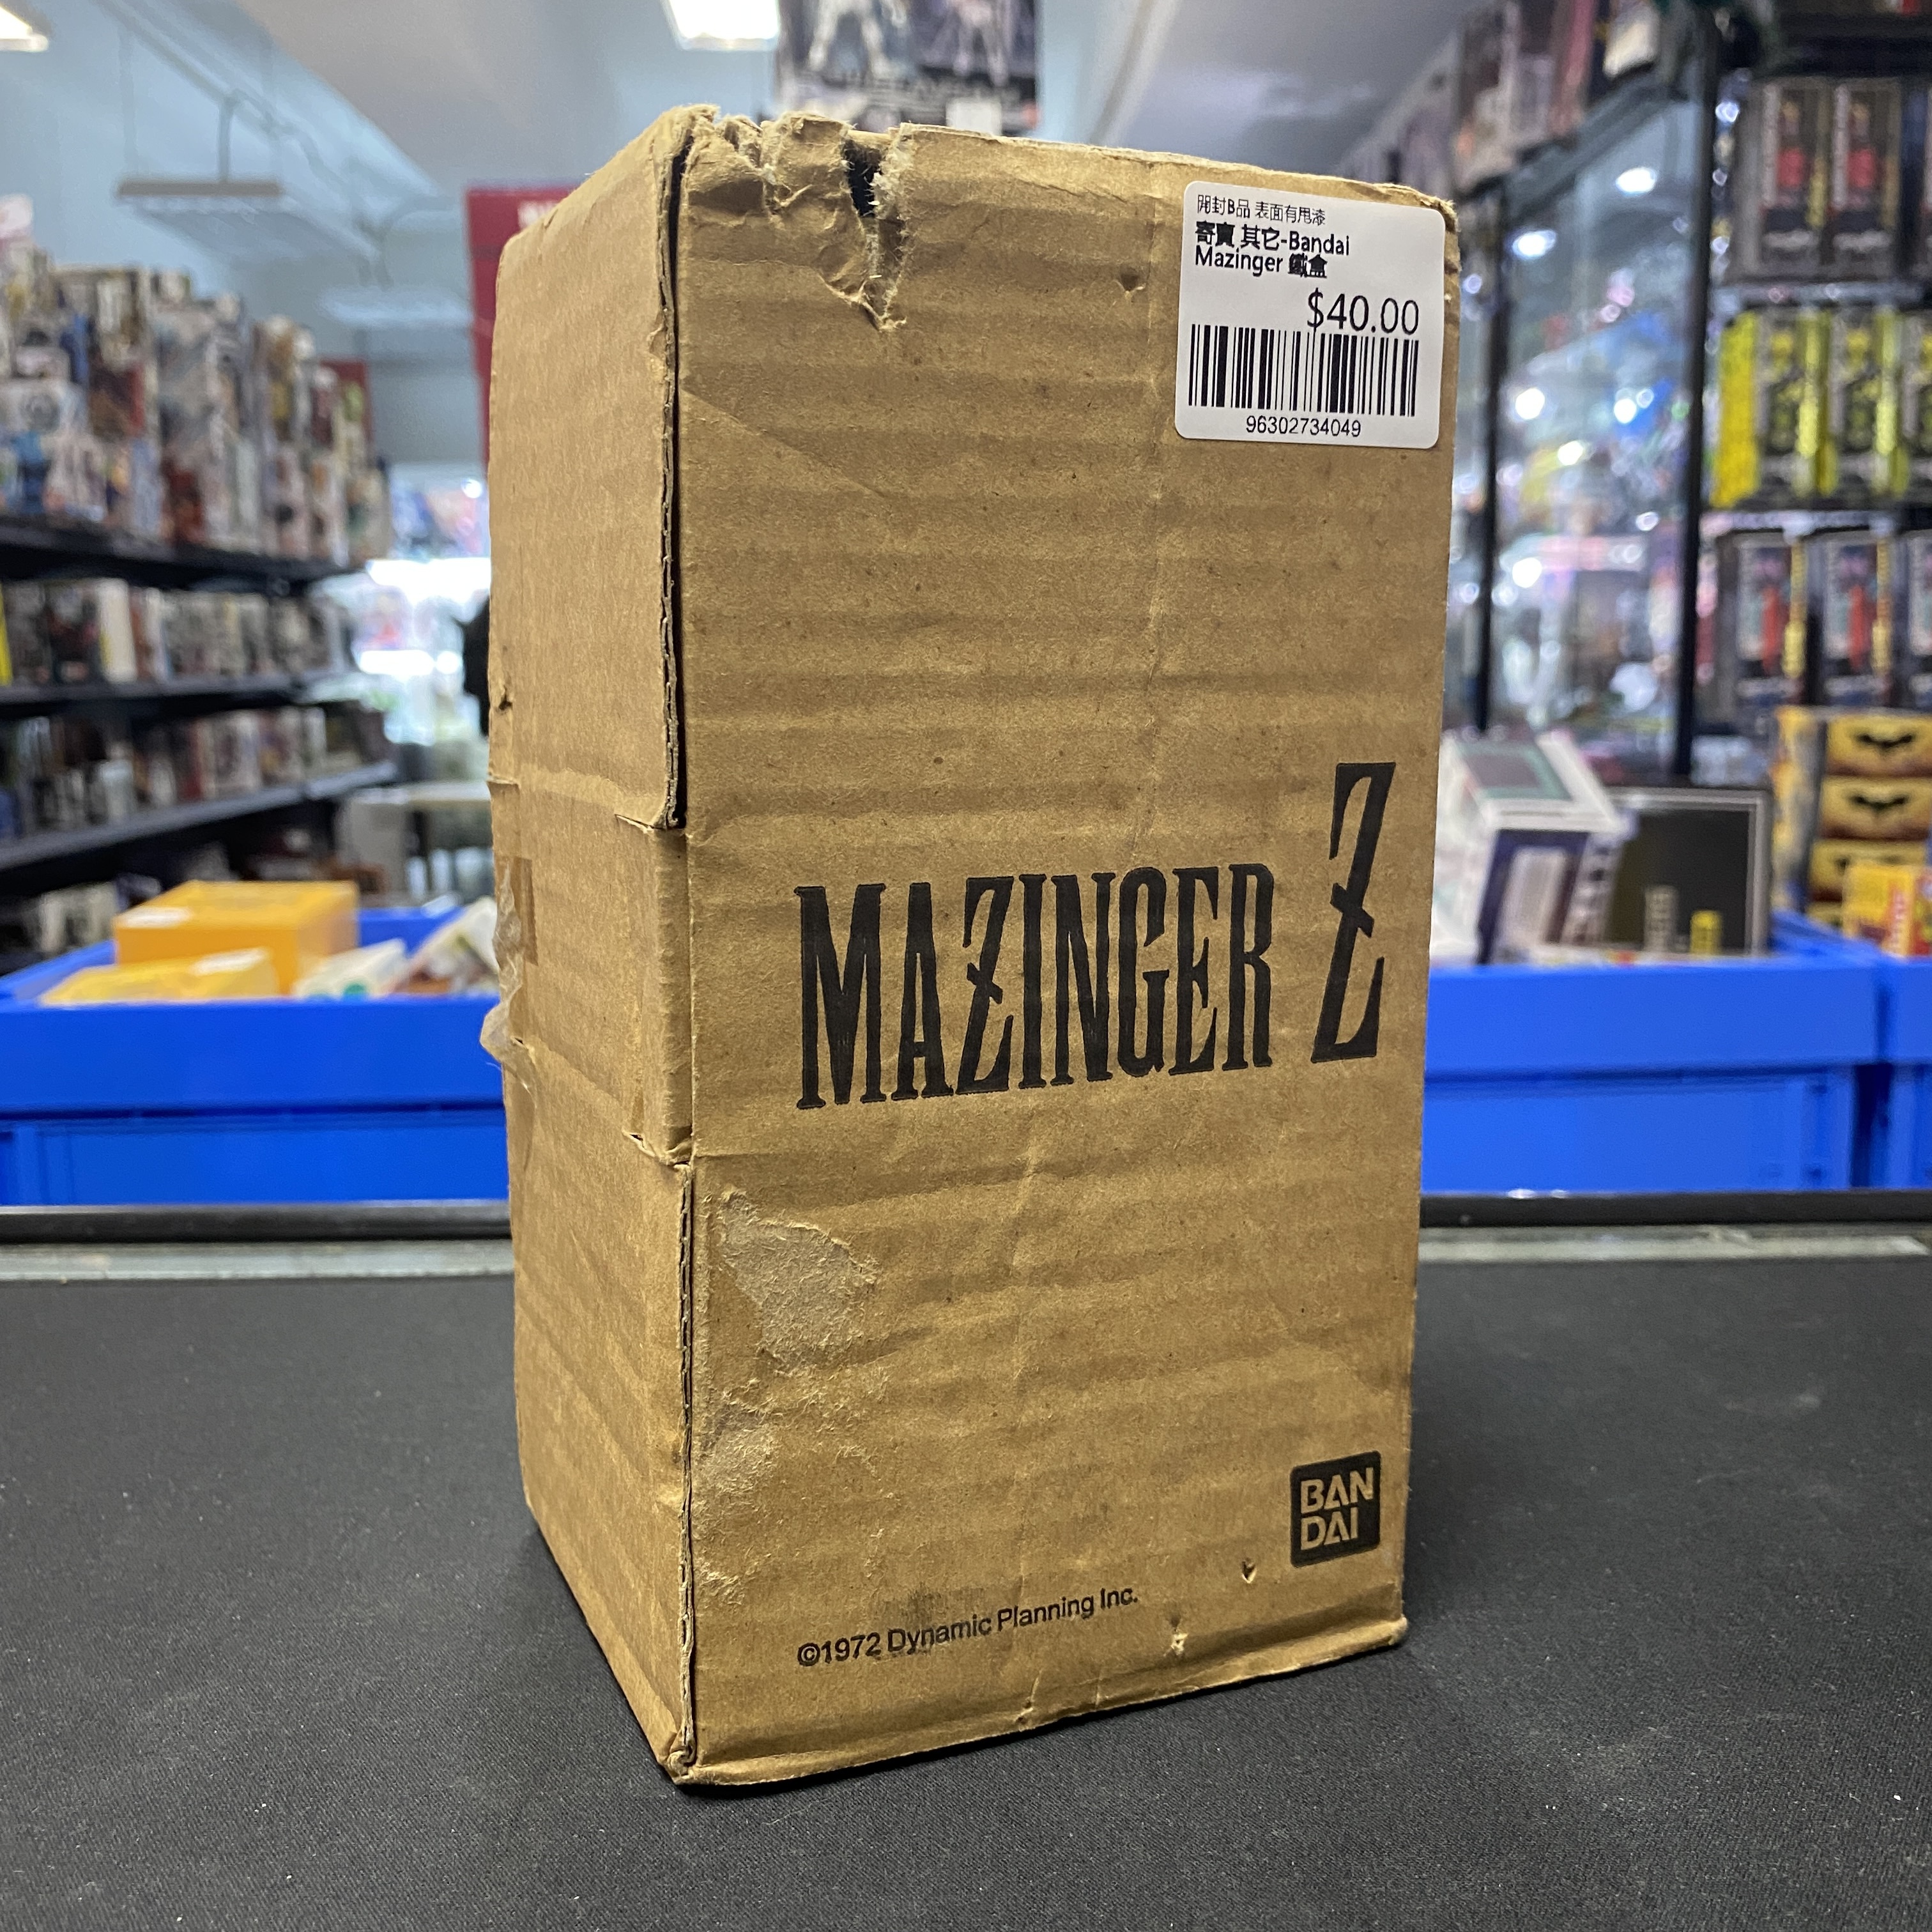 開封B品 表面有甩漆
寄賣 其它-Bandai
Mazinger 鐵盒
$40.00
96302734049
MAZINGER Z
BAN
DAI
©1972 Dynamic Planning Inc.